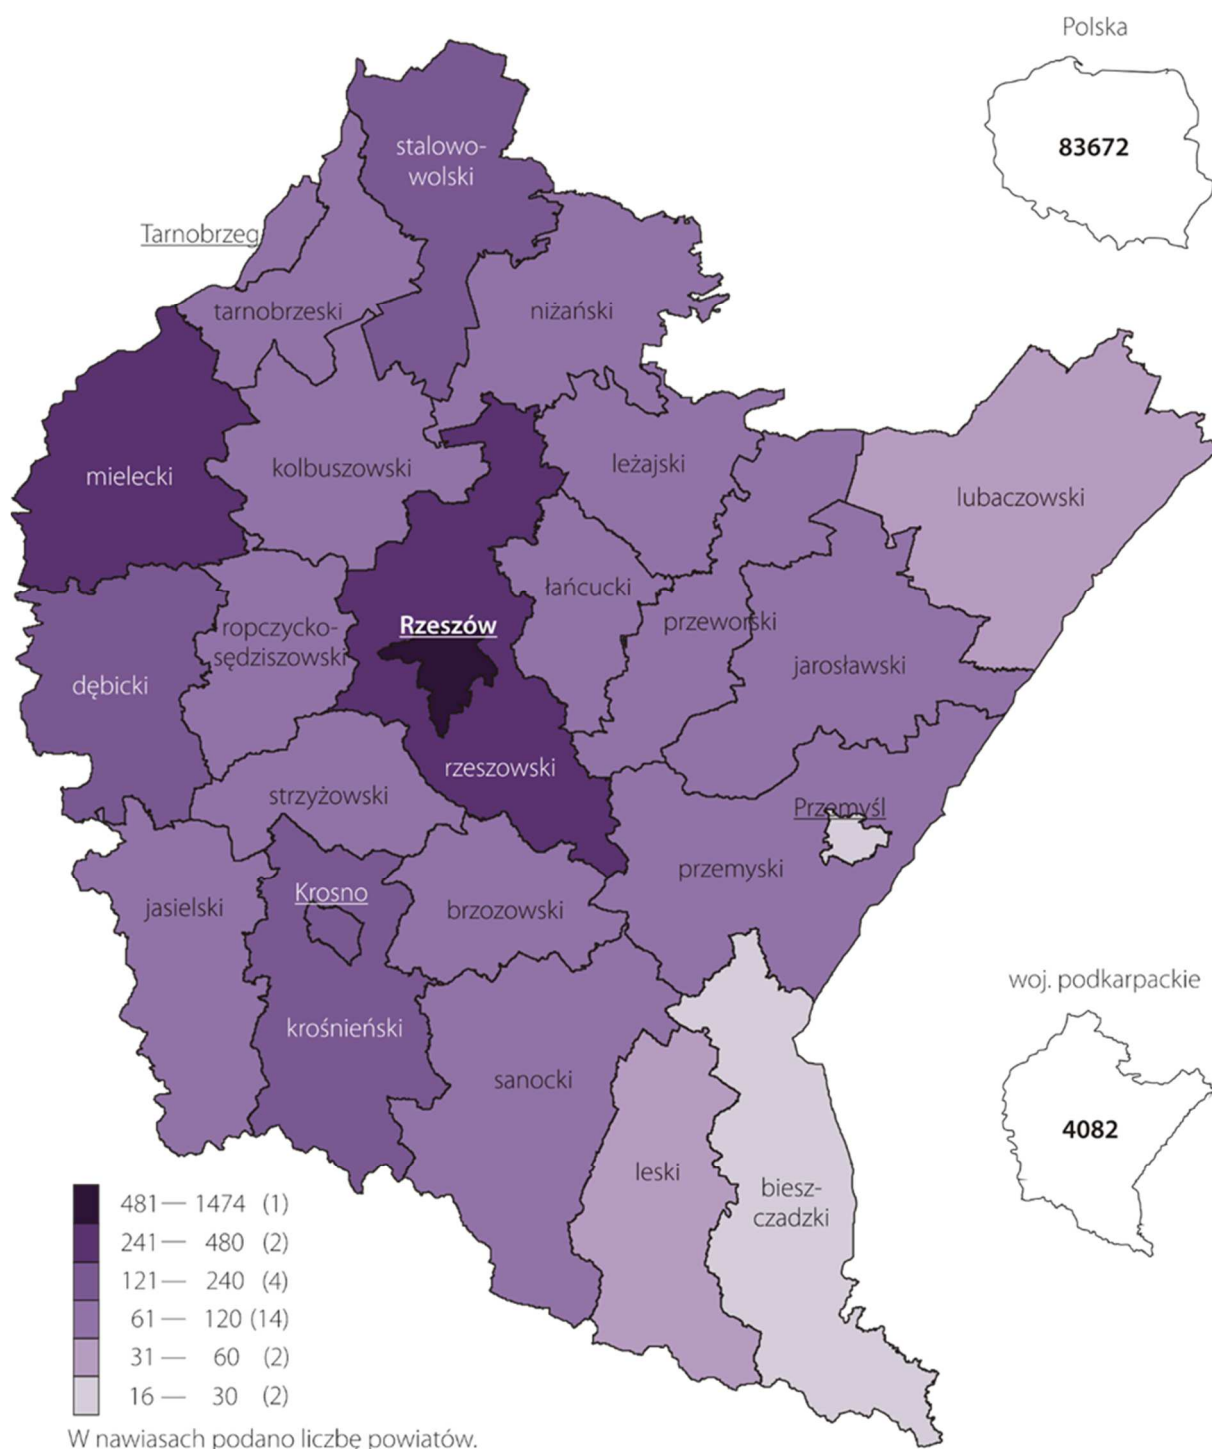 Polska
83672
stalowo-
wolski
Tarnobrzeg
tarnobrzeski
niżański
mielecki
kolbuszowski
leżajski
lubaczowski
łańcucki
Rzeszów
ropczycko-
sędziszowski
przeworski
jarosławski
dębicki
rzeszowski
strzyżowski
Przemyśl
przemyski
Krosno
jasielski
brzozowski
woj. podkarpackie
krośnieński
sanocki
4082
leski
biesz-
czadzki
481 — 1474 (1)
241 — 480 (2)
121 — 240 (4)
61 — 120 (14)
31 — 60 (2)
16 — 30 (2)
W nawiasach podano liczbę powiatów.